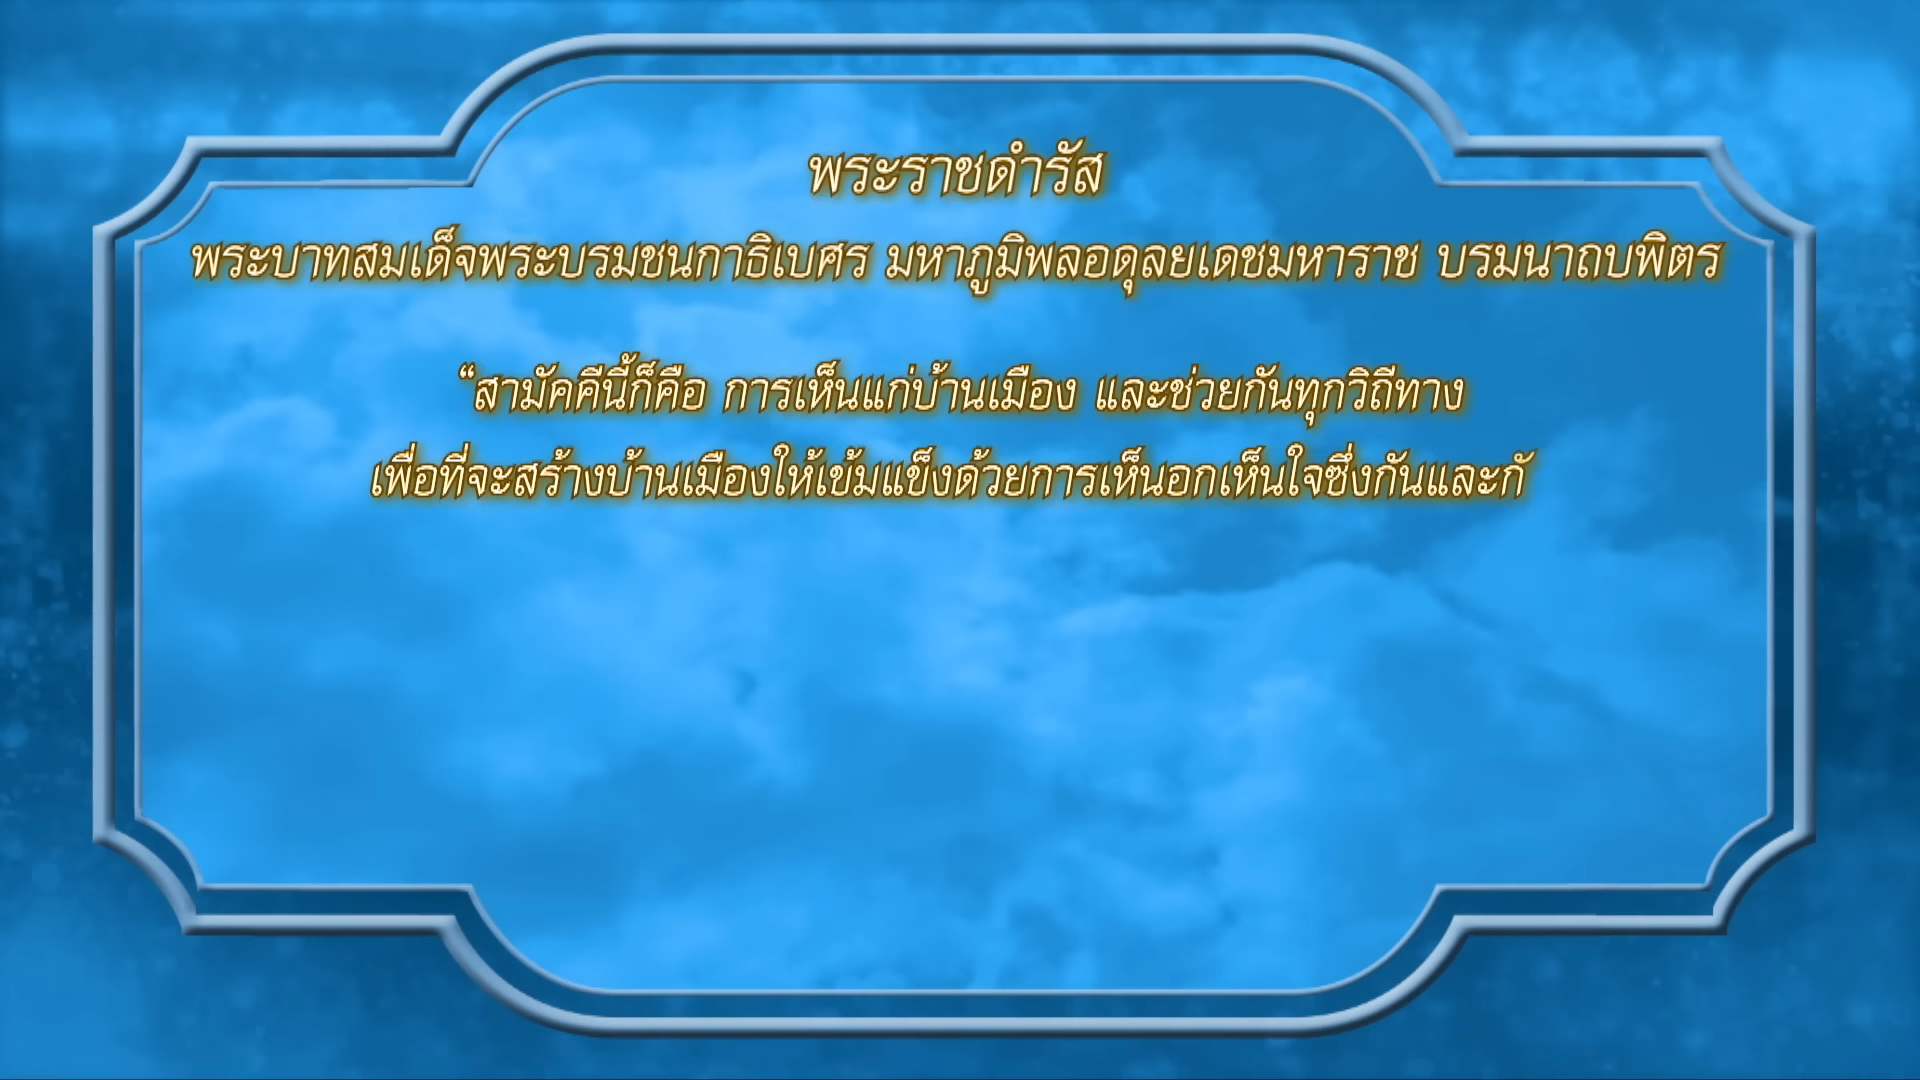 พระราชดำรัส
พระบาทสมเด็จพระบรมชนกาธิเบศร มหาภูมิพลอดุลยเดชมหาราช บรมนาถบพิตร
“สามัคคีนี้ก็คือ การเห็นแก่บ้านเมือง และช่วยกันทุกวิถีทาง
เพื่อที่จะสร้างบ้านเมืองให้เข้มแข็งด้วยการเห็นอกเห็นใจซึ่งกันและกั